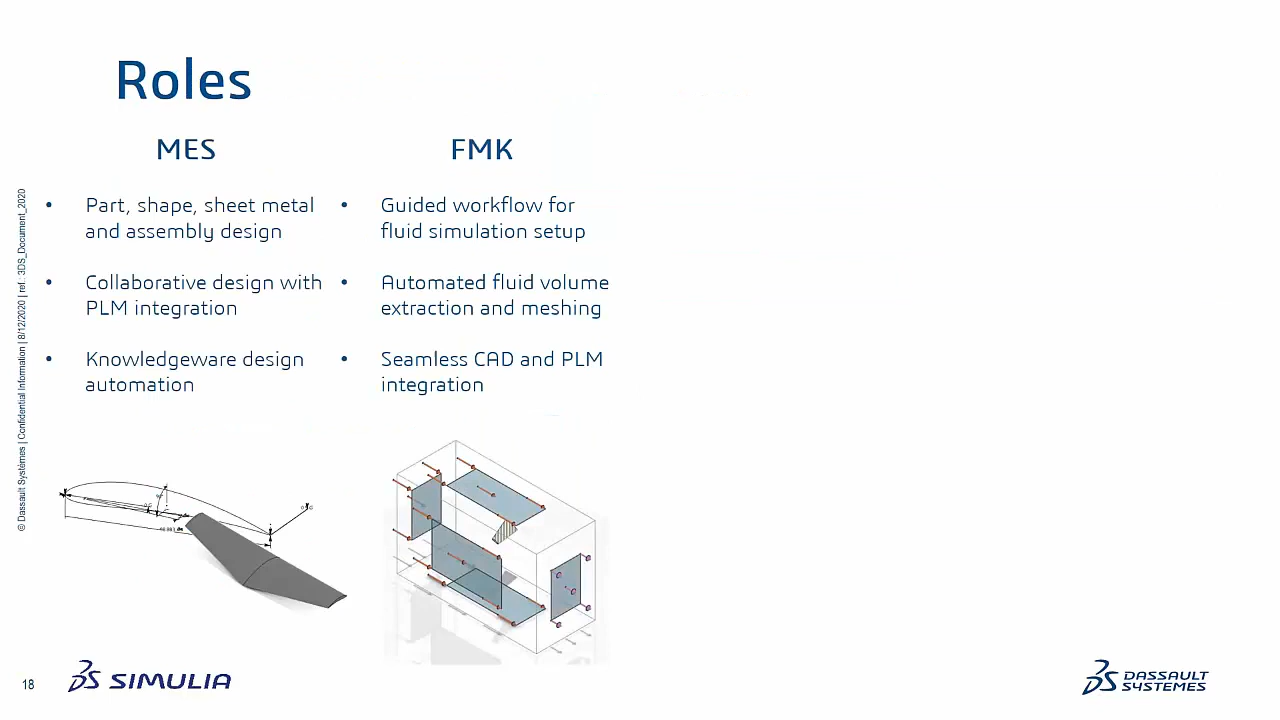 Roles
MES
Part, shape, sheet metal
and assembly design
Collaborative design with
PLM integration
Knowledgeware design
automation
FMK
Guided workflow for
fluid simulation setup
Automated fluid volume
extraction and meshing
Seamless CAD and PLM
integration
© Dassault Systèmes | Confidential Information | 8/12/2020 | ref.: 3DS_Document_2020
18
SIMULIA
DASSAULT
SYSTEMES